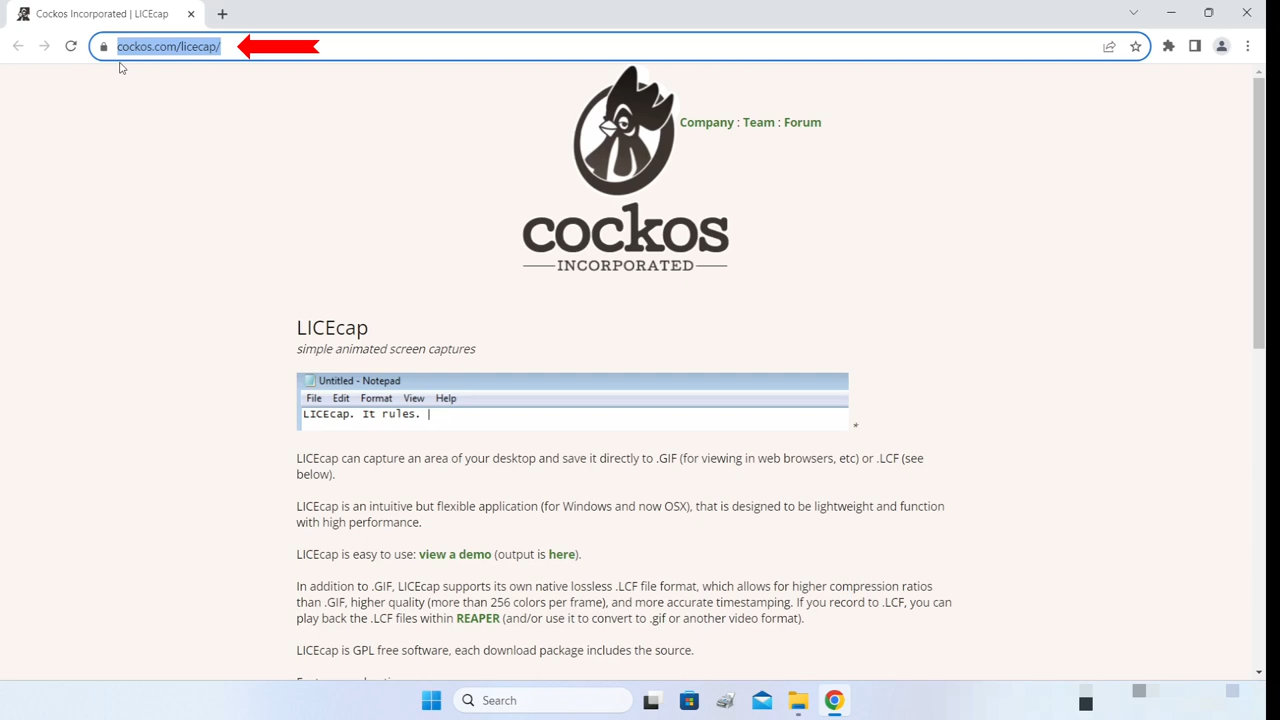 Cockos Incorporated | LICEcap
cockos.com/licecap/
Company : Team : Forum
cockos
INCORPORATED
LICEcap
simple animated screen captures
Untitled - Notepad
File Edit Format View Help
LICEcap. It rules. |
*
LICEcap can capture an area of your desktop and save it directly to .GIF (for viewing in web browsers, etc) or .LCF (see
below).
LICEcap is an intuitive but flexible application (for Windows and now OSX), that is designed to be lightweight and function
with high performance.
LICEcap is easy to use: view a demo (output is here).
In addition to .GIF, LICEcap supports its own native lossless .LCF file format, which allows for higher compression ratios
than .GIF, higher quality (more than 256 colors per frame), and more accurate timestamping. If you record to .LCF, you can
play back the .LCF files within REAPER (and/or use it to convert to .gif or another video format).
LICEcap is GPL free software, each download package includes the source.
Search